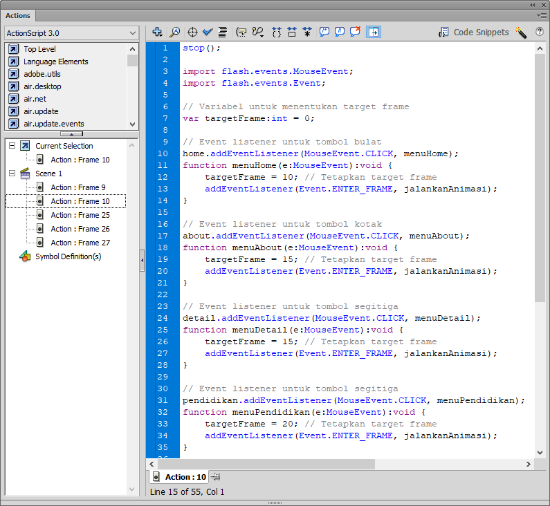 Actions
ActionScript 3.0
Top Level
Language Elements
adobe.utils
air.desktop
air.net
air.update
air.update.events
Current Selection
Action : Frame 10
Scene 1
Action : Frame 9
Action : Frame 10
Action : Frame 25
Action : Frame 26
Action : Frame 27
Symbol Definition(s)
Code Snippets
1 stop();
2
3 import flash.events.MouseEvent;
4 import flash.events.Event;
5
6 // Variabel untuk menentukan target frame
7 var targetFrame:int = 0;
8
9 // Event listener untuk tombol bulat
10 home.addEventListener(MouseEvent.CLICK, menuHome);
11 function menuHome(e:MouseEvent):void {
12 targetFrame = 10; // Tetapkan target frame
13 addEventListener(Event.ENTER_FRAME, jalankanAnimasi);
14 }
15
16 // Event listener untuk tombol kotak
17 about.addEventListener(MouseEvent.CLICK, menuAbout);
18 function menuAbout(e:MouseEvent):void {
19 targetFrame = 15; // Tetapkan target frame
20 addEventListener(Event.ENTER_FRAME, jalankanAnimasi);
21 }
22
23 // Event listener untuk tombol segitiga
24 detail.addEventListener(MouseEvent.CLICK, menuDetail);
25 function menuDetail(e:MouseEvent):void {
26 targetFrame = 15; // Tetapkan target frame
27 addEventListener(Event.ENTER_FRAME, jalankanAnimasi);
28 }
29
30 // Event listener untuk tombol segitiga
31 pendidikan.addEventListener(MouseEvent.CLICK, menuPendidikan);
32 function menuPendidikan(e:MouseEvent):void {
33 targetFrame = 20; // Tetapkan target frame
34 addEventListener(Event.ENTER_FRAME, jalankanAnimasi);
35 }
36
Action : 10
Line 15 of 55, Col 1